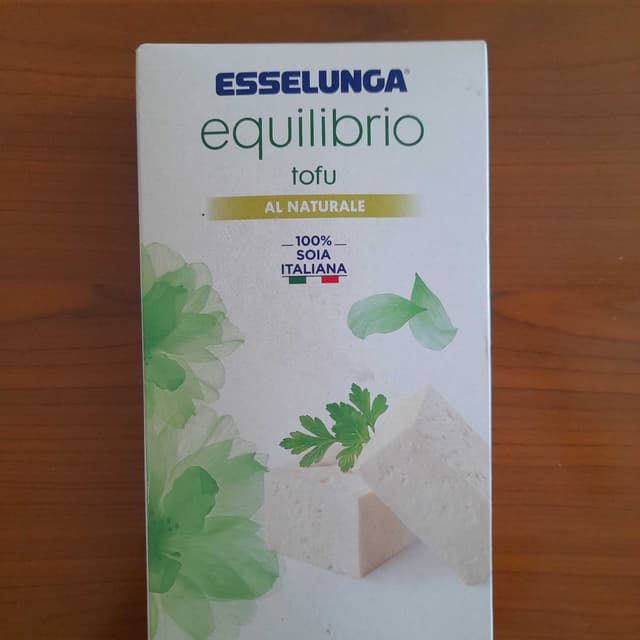 ESSELUNGA®
equilibrio
tofu
AL NATURALE
100%
SOIA
ITALIANA